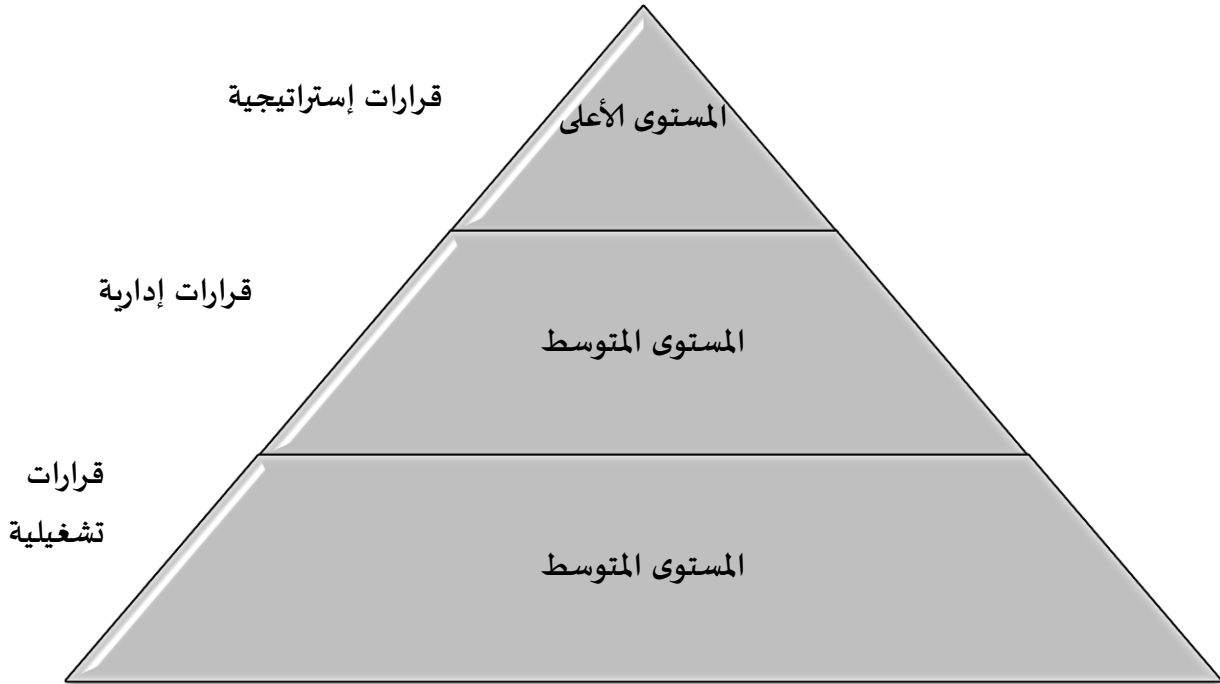 قرارات إستراتيجية
المستوى الأعلى
قرارات إدارية
المستوى المتوسط
قرارات
تشغيلية
المستوى المتوسط